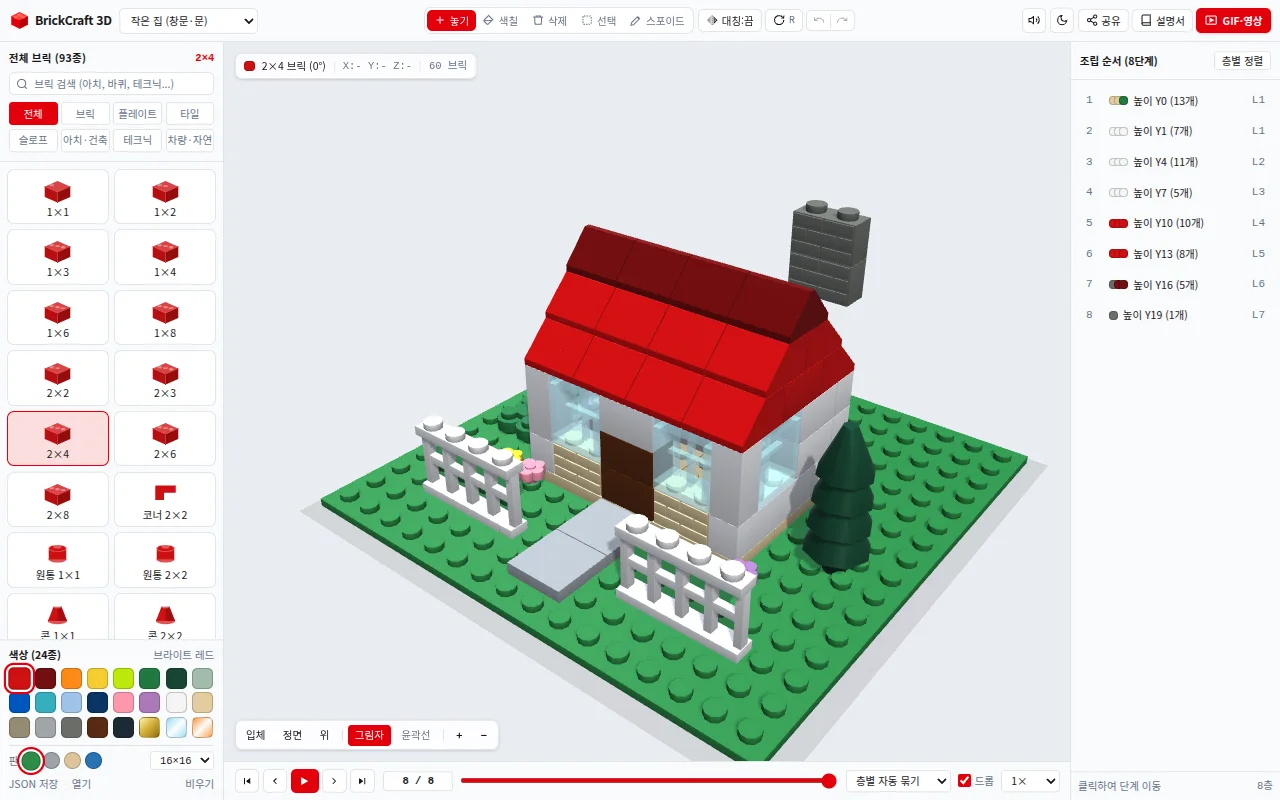 BrickCraft 3D
작은 집 (창문·문)
놓기
색칠
삭제
선택
스포이드
대칭:끔
R
공유
설명서
GIF·영상
전체 브릭 (93종)
2×4
브릭 검색 (아치, 바퀴, 테크닉...)
전체
브릭
플레이트
타일
슬로프
아치·건축
테크닉
차량·자연
1×1
1×2
1×3
1×4
1×6
1×8
2×2
2×3
2×4
2×6
2×8
코너 2×2
원통 1×1
원통 2×2
콘 1×1
콘 2×2
색상 (24종)
브라이트 레드
16×16
JSON 저장
열기
비우기
2×4 브릭 (0°)
X:- Y:- Z:-
60 브릭
입체
정면
위
그림자
윤곽선
+
−
8 / 8
층별 자동 묶기
드롭
1×
조립 순서 (8단계)
층별 정렬
1 높이 Y0 (13개) L1
2 높이 Y1 (7개) L1
3 높이 Y4 (11개) L2
4 높이 Y7 (5개) L3
5 높이 Y10 (10개) L4
6 높이 Y13 (8개) L5
7 높이 Y16 (5개) L6
8 높이 Y19 (1개) L7
클릭하여 단계 이동
8층